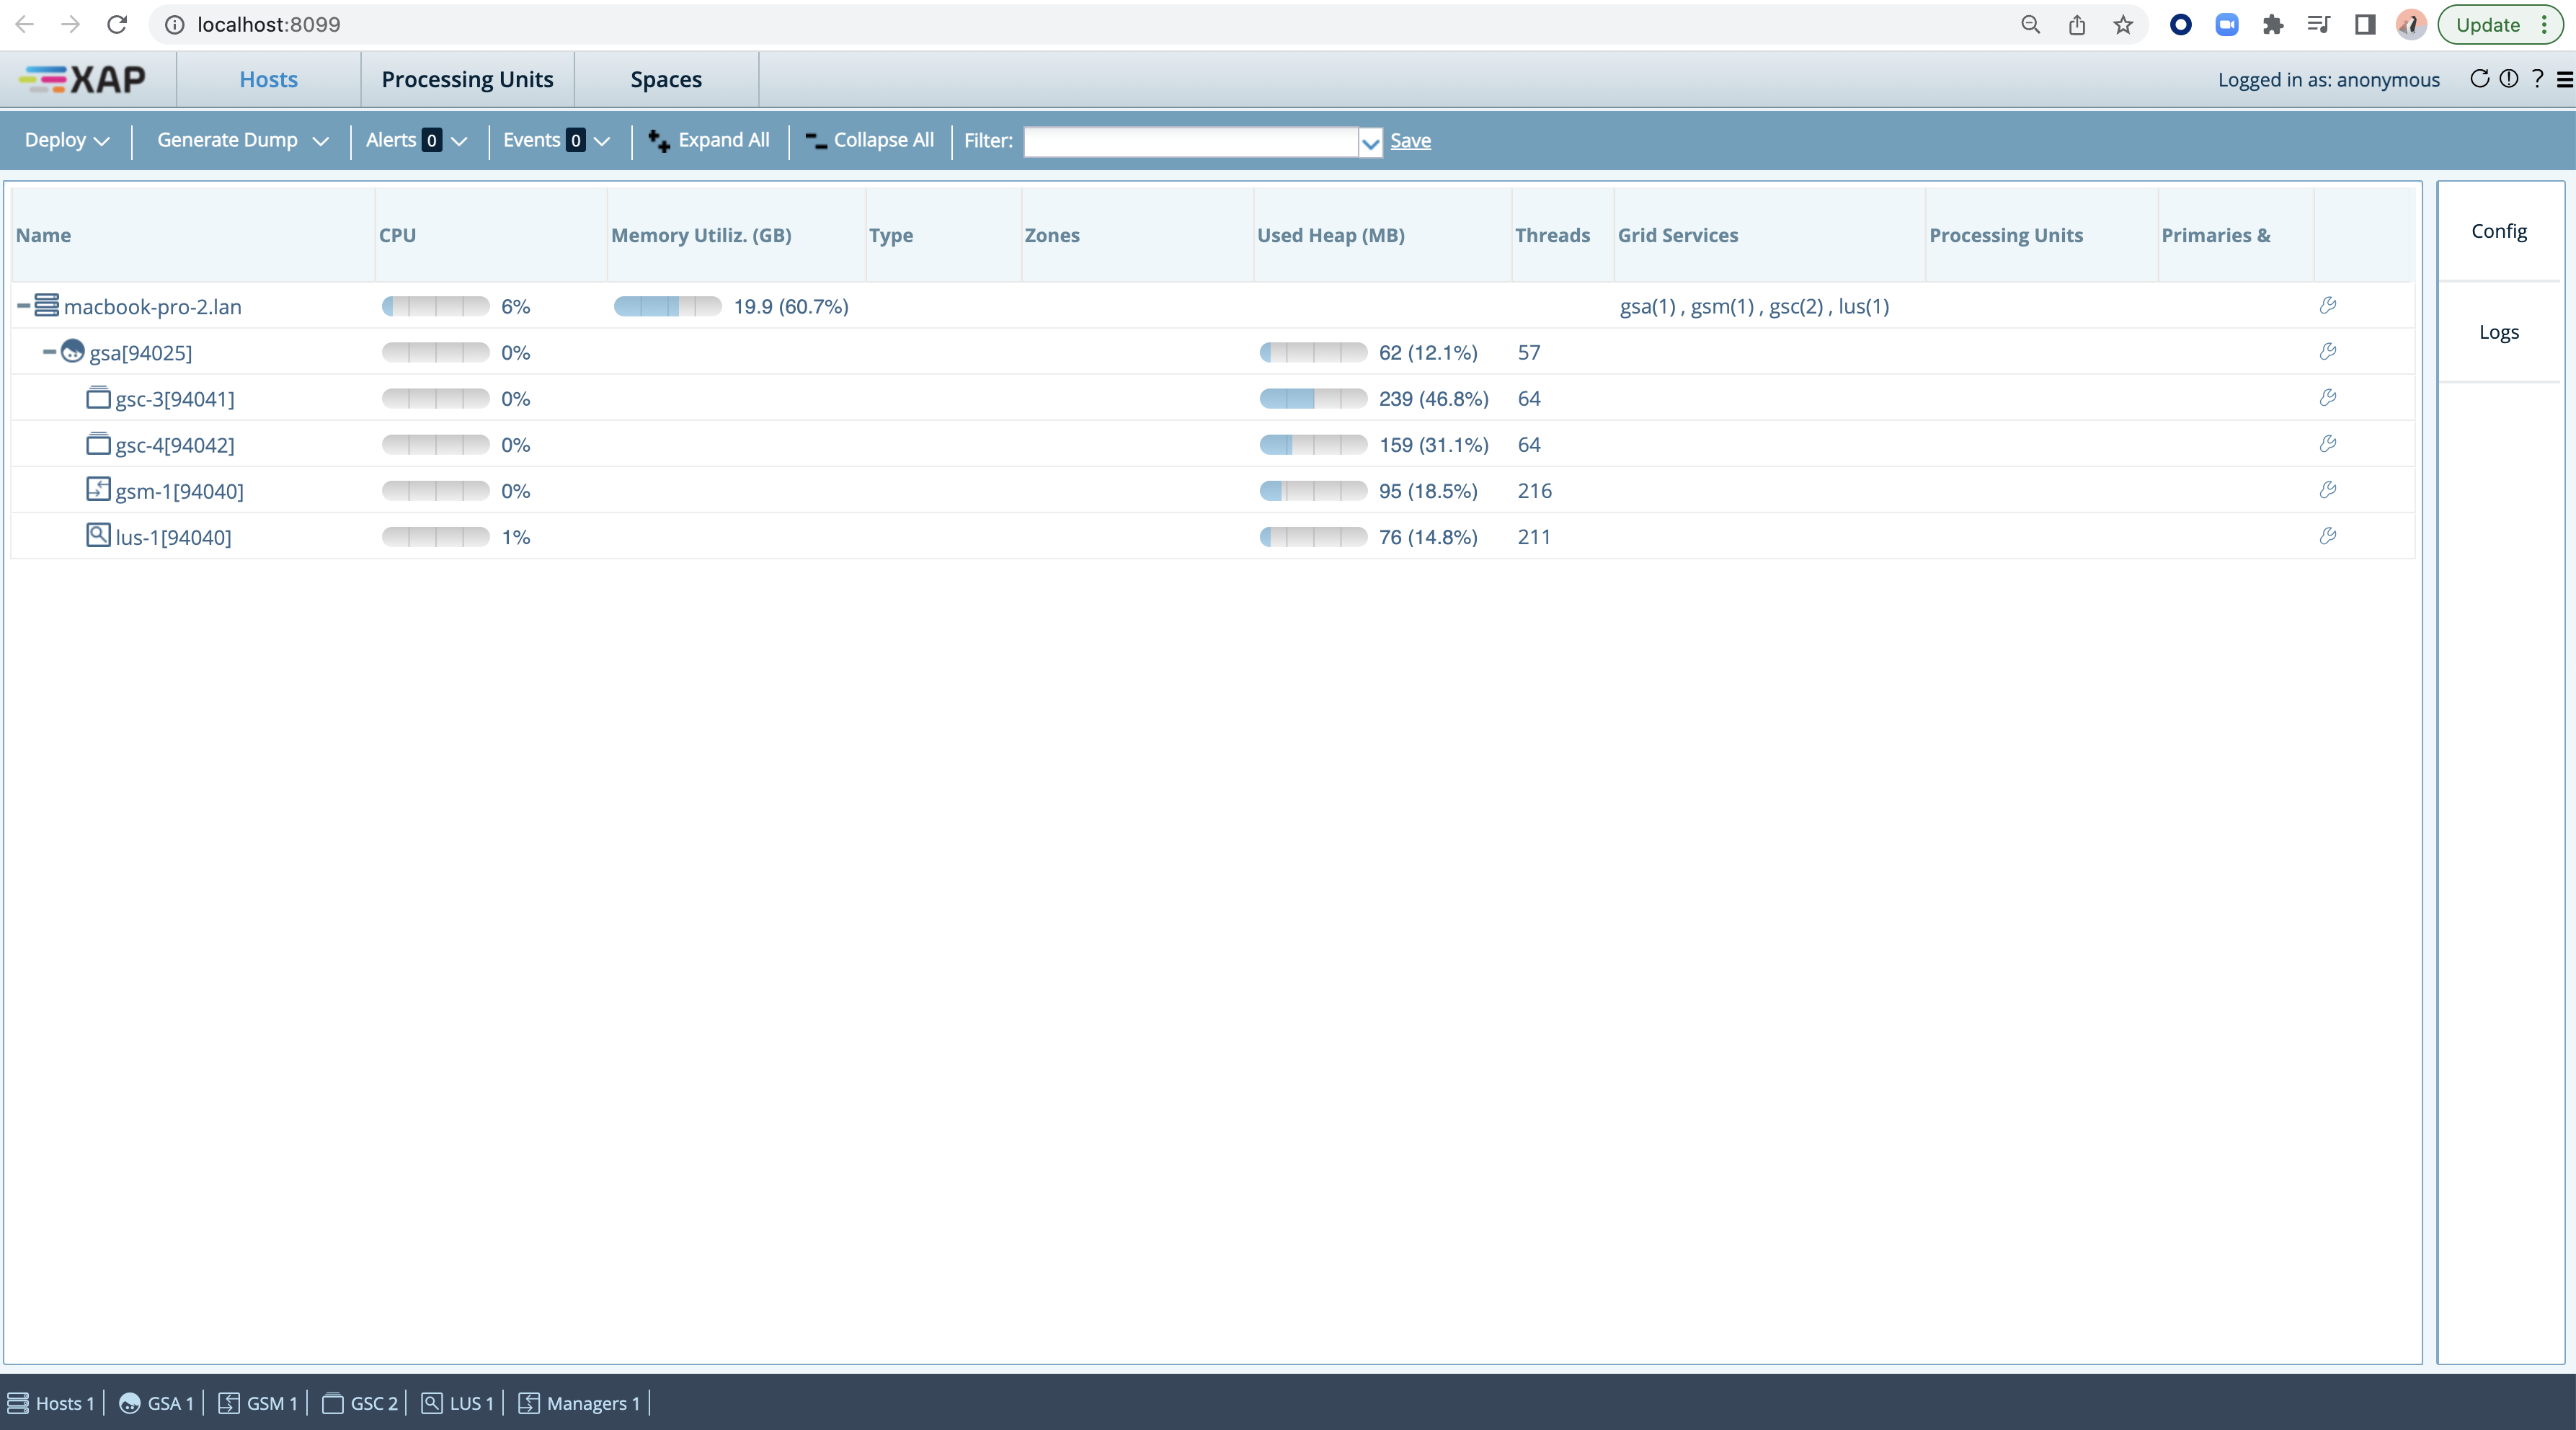 localhost:8099
Update
XAP Hosts Processing Units Spaces Logged in as: anonymous ?
Deploy Generate Dump Alerts 0 Events 0 Expand All Collapse All Filter: Save
Name CPU Memory Utiliz. (GB) Type Zones Used Heap (MB) Threads Grid Services Processing Units Primaries &
macbook-pro-2.lan 6% 19.9 (60.7%) gsa(1) , gsm(1) , gsc(2) , lus(1)
gsa[94025] 0% 62 (12.1%) 57
gsc-3[94041] 0% 239 (46.8%) 64
gsc-4[94042] 0% 159 (31.1%) 64
gsm-1[94040] 0% 95 (18.5%) 216
lus-1[94040] 1% 76 (14.8%) 211
Config
Logs
Hosts 1 GSA 1 GSM 1 GSC 2 LUS 1 Managers 1